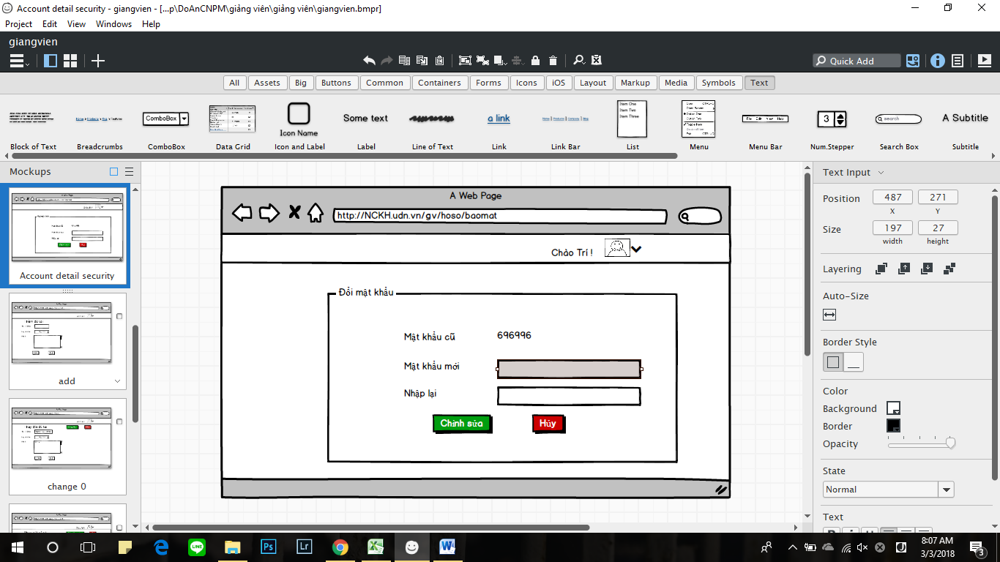 Account detail security - giangvien - [...p\DoAnCNPM\giảng viên\giảng viên\giangvien.bmpr]
Project Edit View Windows Help
giangvien
Quick Add
All Assets Big Buttons Common Containers Forms Icons iOS Layout Markup Media Symbols Text
ComboBox
Icon Name
Some text
a link
Item One
Item Two
Item Three
3
search
A Subtitle
Block of Text Breadcrumbs ComboBox Data Grid Icon and Label Label Line of Text Link Link Bar List Menu Menu Bar Num.Stepper Search Box Subtitle
Mockups
Account detail security
add
change 0
A Web Page
http://NCKH.udn.vn/gv/hoso/baomat
Chào Trí !
Đổi mật khẩu
Mật khẩu cũ 696996
Mật khẩu mới
Nhập lại
Chỉnh sửa Hủy
Text Input
Position 487 271
X Y
Size 197 27
width height
Layering
Auto-Size
Border Style
Color
Background
Border
Opacity
State
Normal
Text
8:07 AM
3/3/2018
3